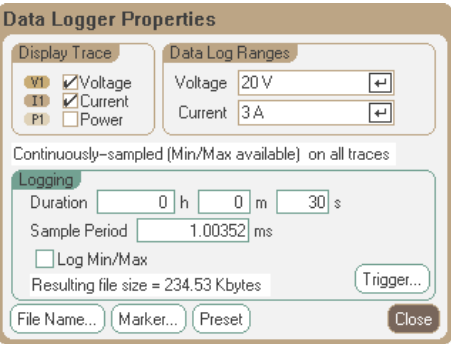 Data Logger Properties
Display Trace
V1 Voltage
I1 Current
P1 Power
Data Log Ranges
Voltage 20 V
Current 3 A
Continuously-sampled (Min/Max available) on all traces
Logging
Duration 0 h 0 m 30 s
Sample Period 1.00352 ms
Log Min/Max
Resulting file size = 234.53 Kbytes
Trigger...
File Name... Marker... Preset Close